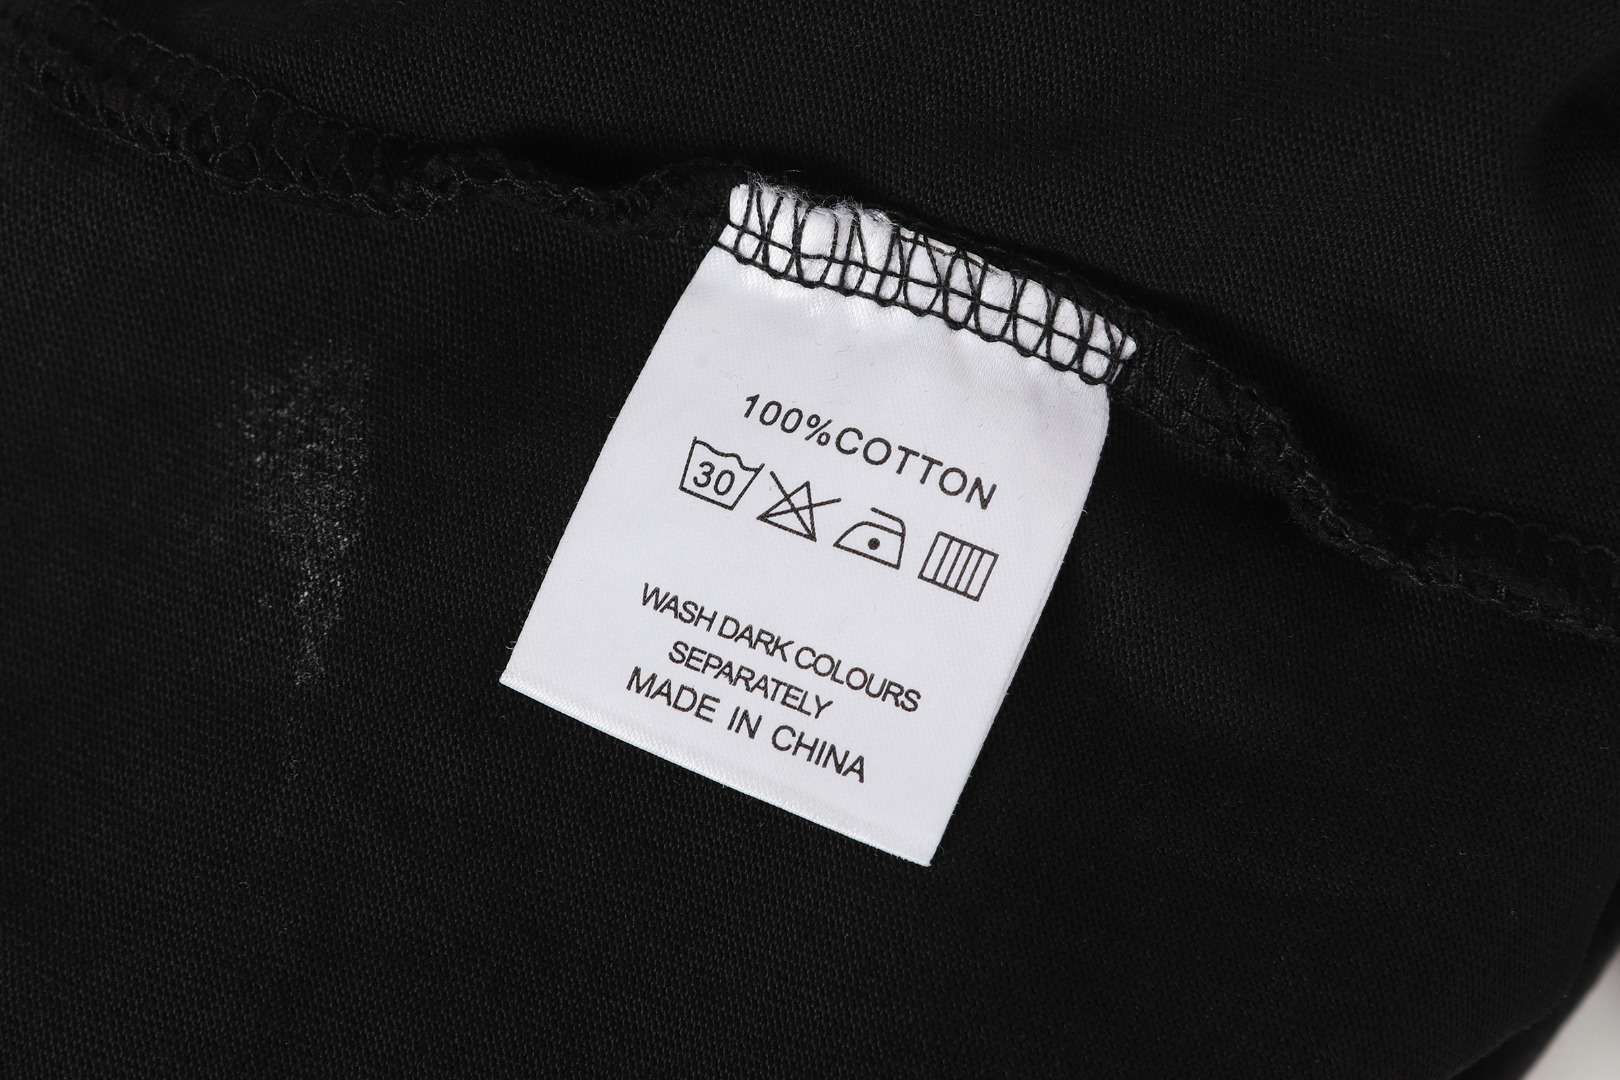 100%COTTON
30
WASH DARK COLOURS
SEPARATELY
MADE IN CHINA